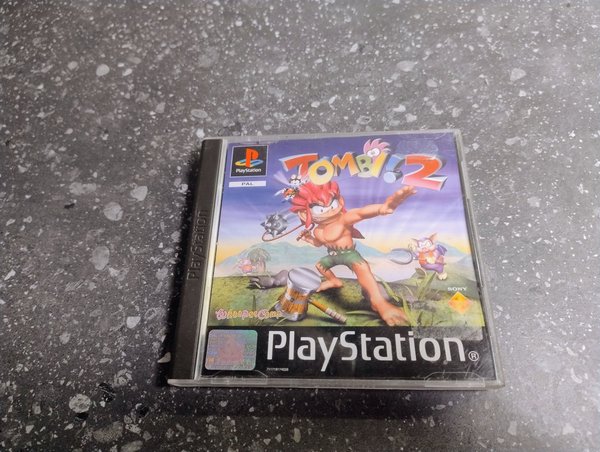 PlayStation
PAL
TOMBI! 2
PlayStation
Whoopee Camp
SONY
PlayStation®